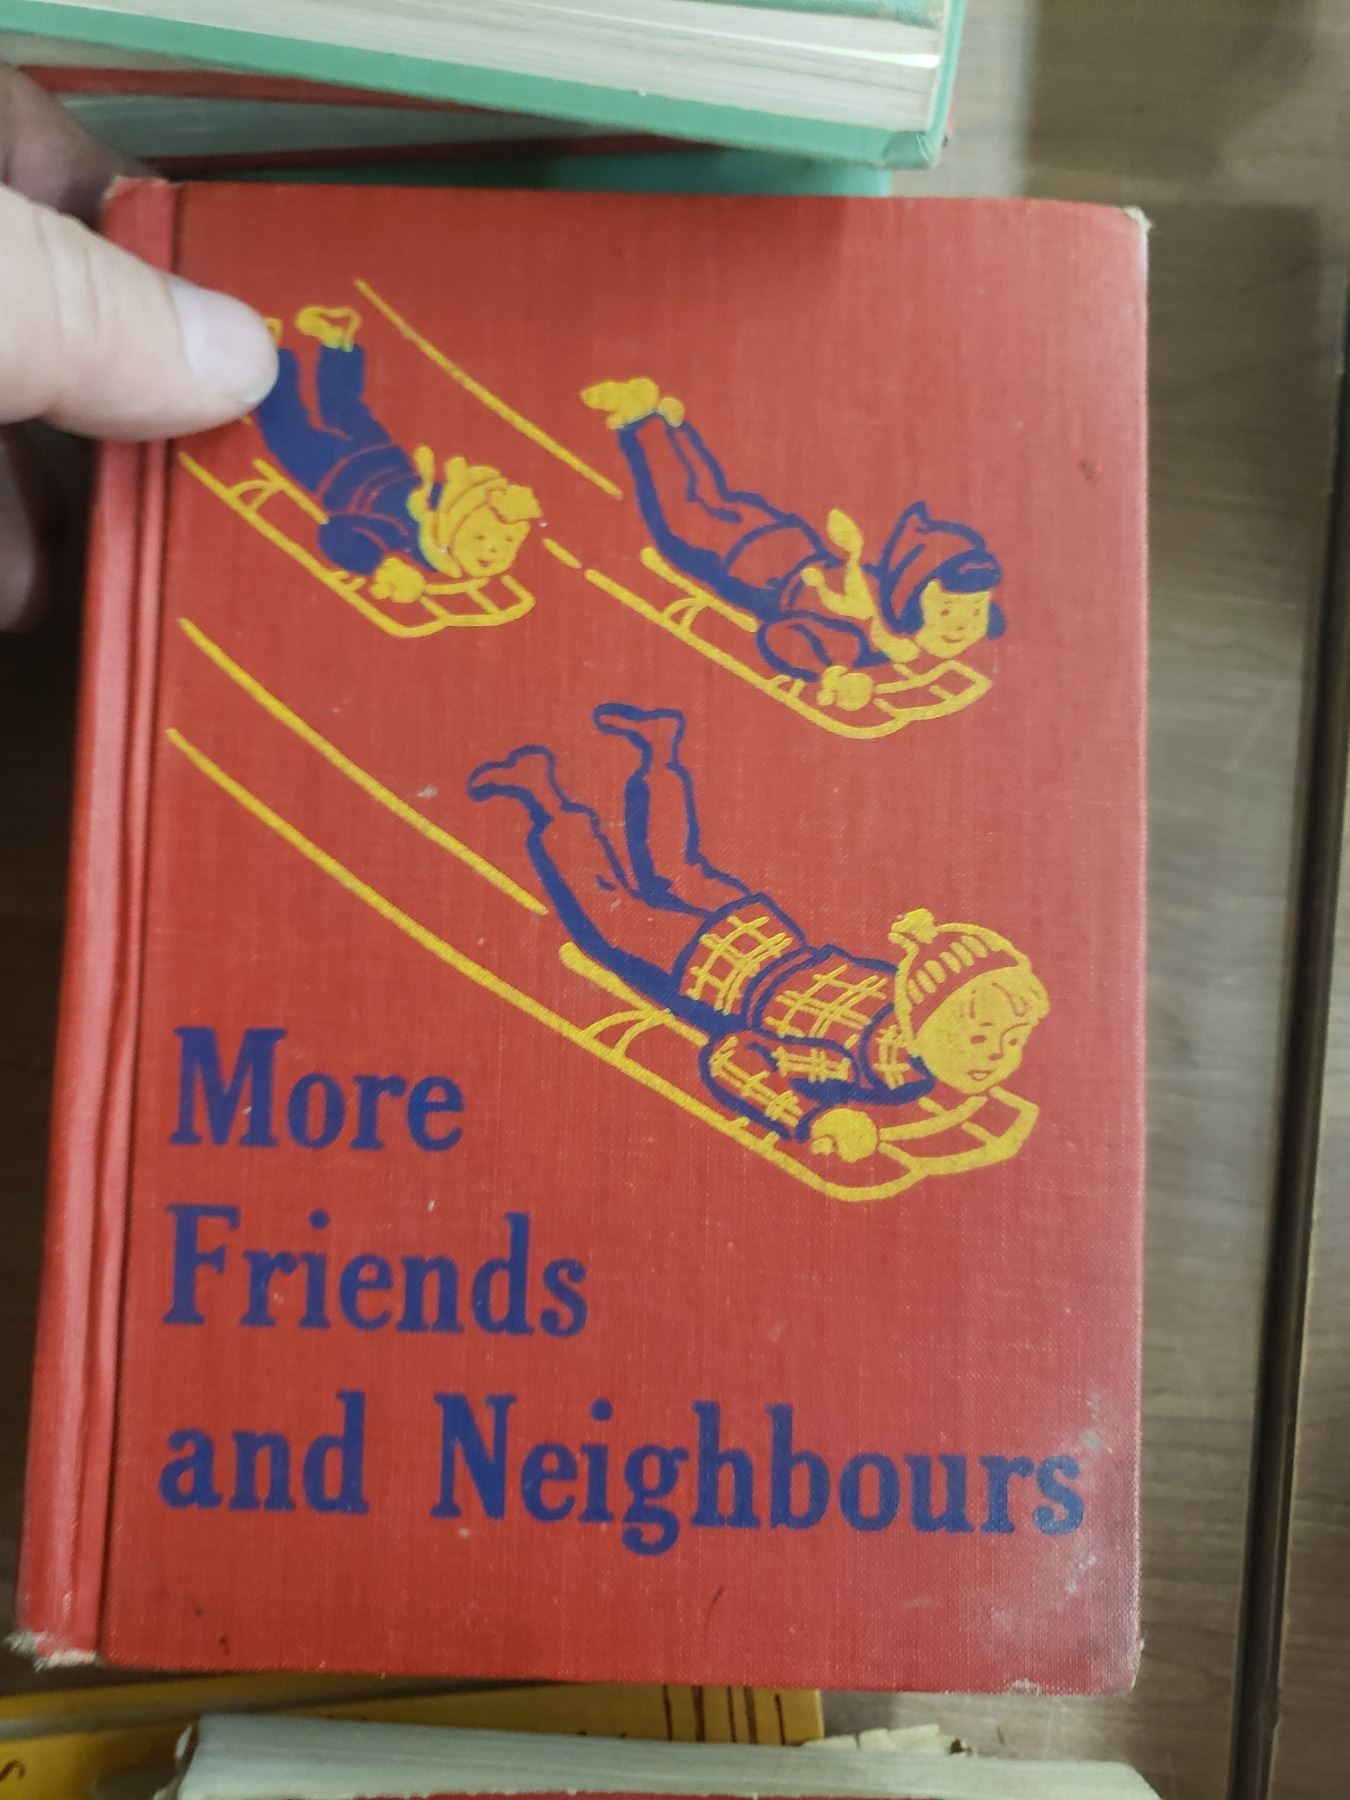 More
Friends
and Neighbours